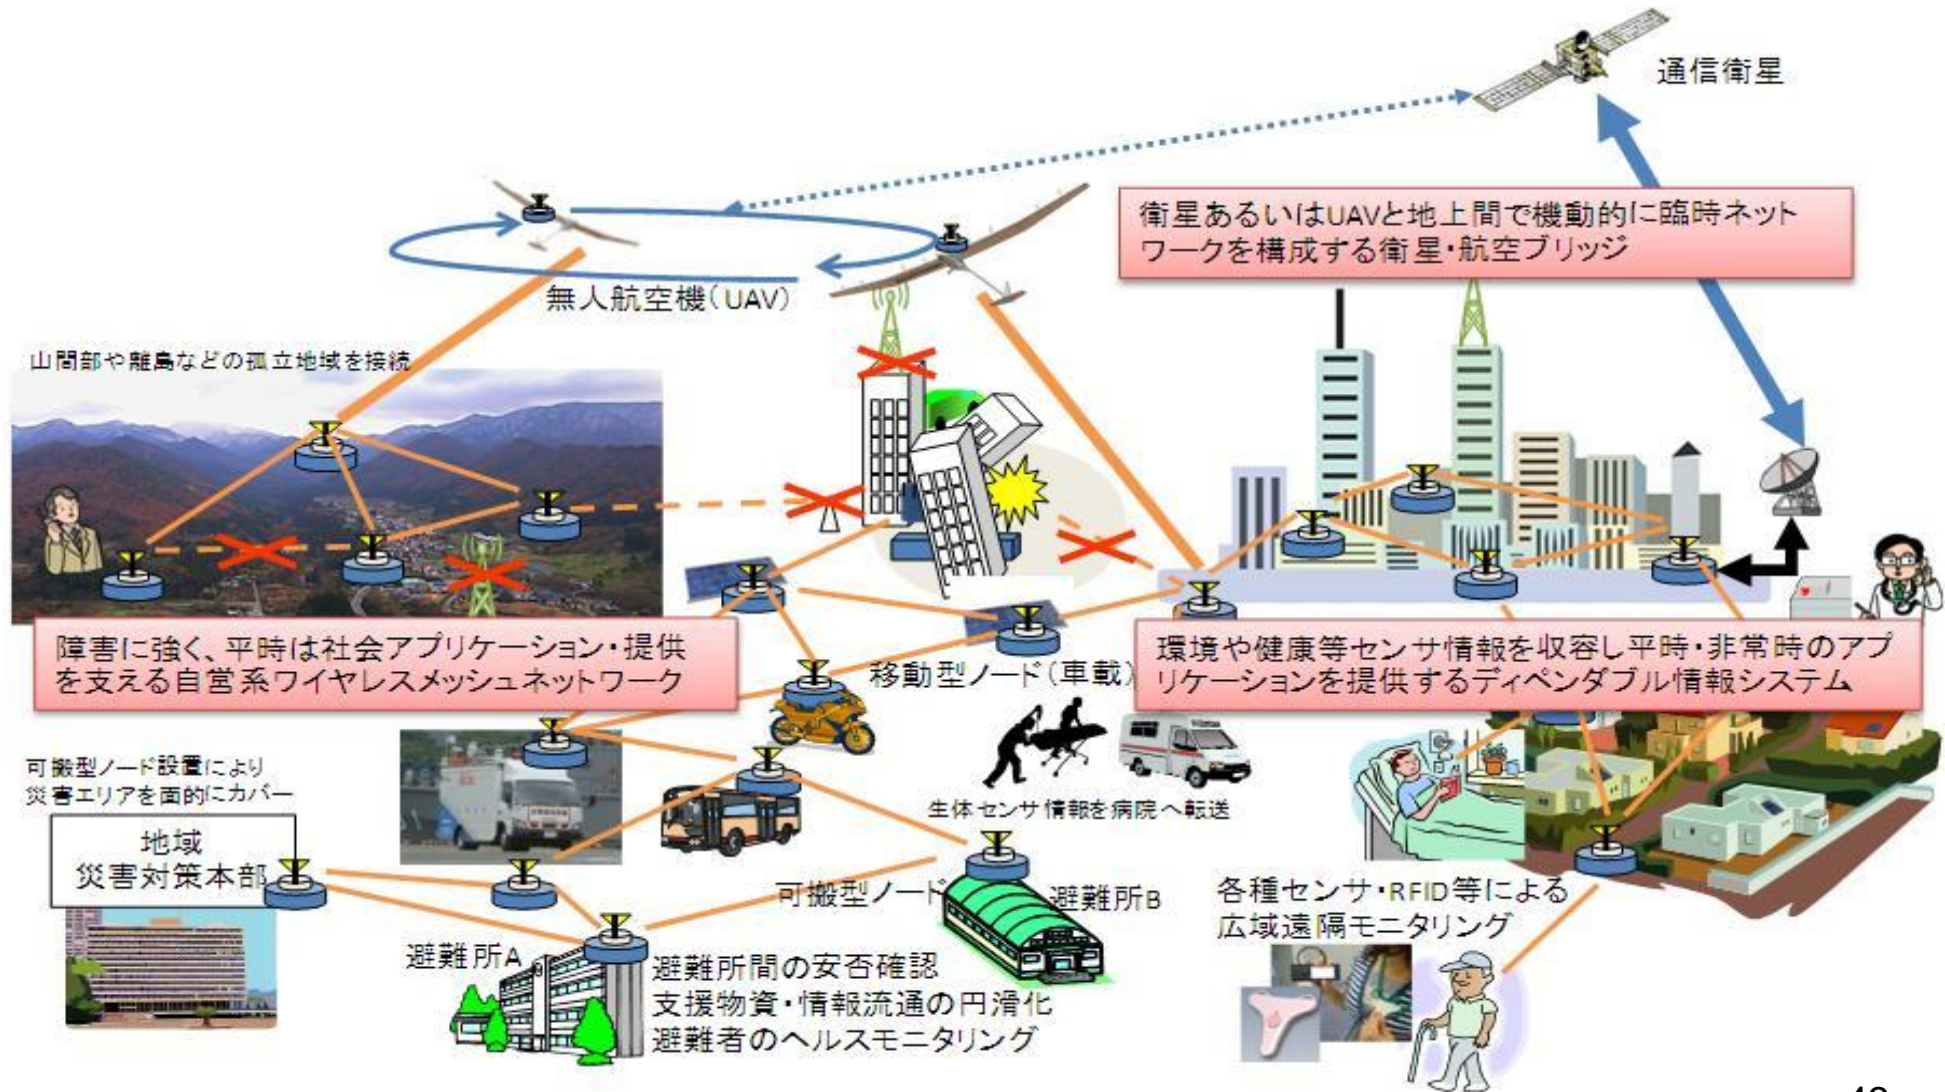 通信衛星
衛星あるいはUAVと地上間で機動的に臨時ネット
ワークを構成する衛星・航空ブリッジ
無人航空機(UAV)
山間部や離島などの孤立地域を接続
障害に強く、平時は社会アプリケーション・提供
を支える自営系ワイヤレスメッシュネットワーク
移動型ノード(車載)
環境や健康等センサ情報を収容し平時・非常時のアプ
リケーションを提供するディペンダブル情報システム
可搬型ノード設置により
災害エリアを面的にカバー
地域
災害対策本部
生体センサ情報を病院へ転送
可搬型ノード
避難所B
各種センサ・RFID等による
広域遠隔モニタリング
避難所A
避難所間の安否確認
支援物資・情報流通の円滑化
避難者のヘルスモニタリング